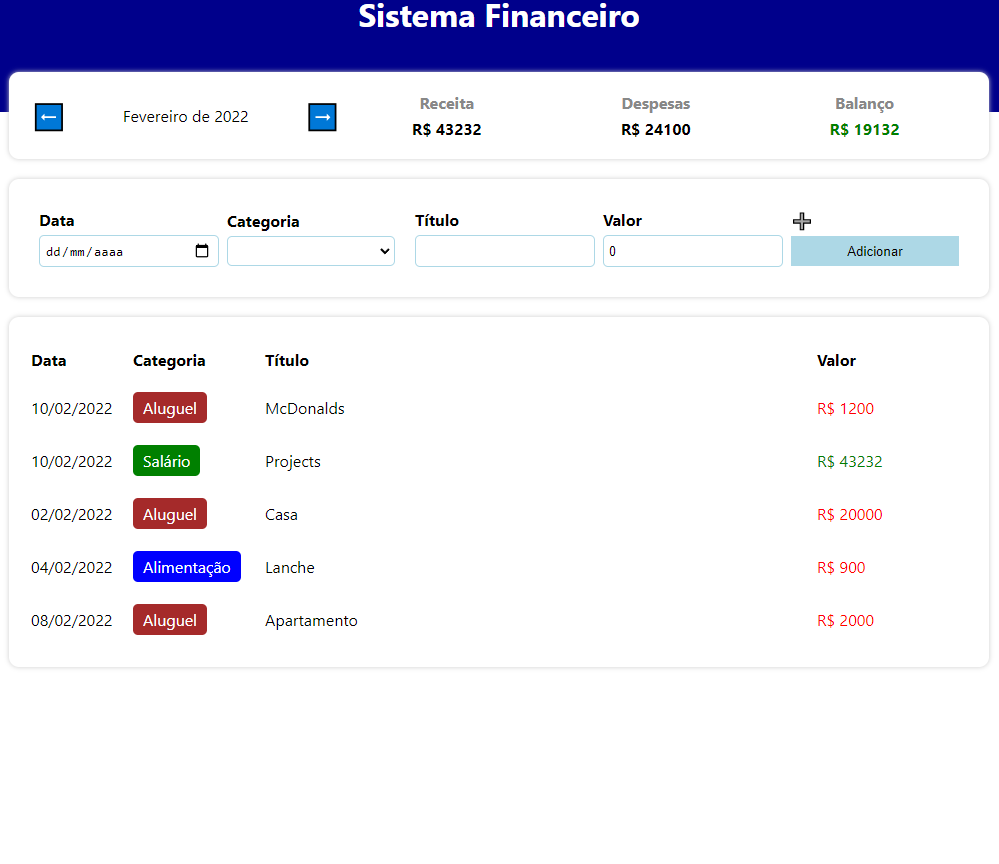 Sistema Financeiro
← Fevereiro de 2022 → Receita Despesas Balanço
R$ 43232 R$ 24100 R$ 19132
Data Categoria Título Valor
dd/mm/aaaa 0 Adicionar
Data Categoria Título Valor
10/02/2022 Aluguel McDonalds R$ 1200
10/02/2022 Salário Projects R$ 43232
02/02/2022 Aluguel Casa R$ 20000
04/02/2022 Alimentação Lanche R$ 900
08/02/2022 Aluguel Apartamento R$ 2000